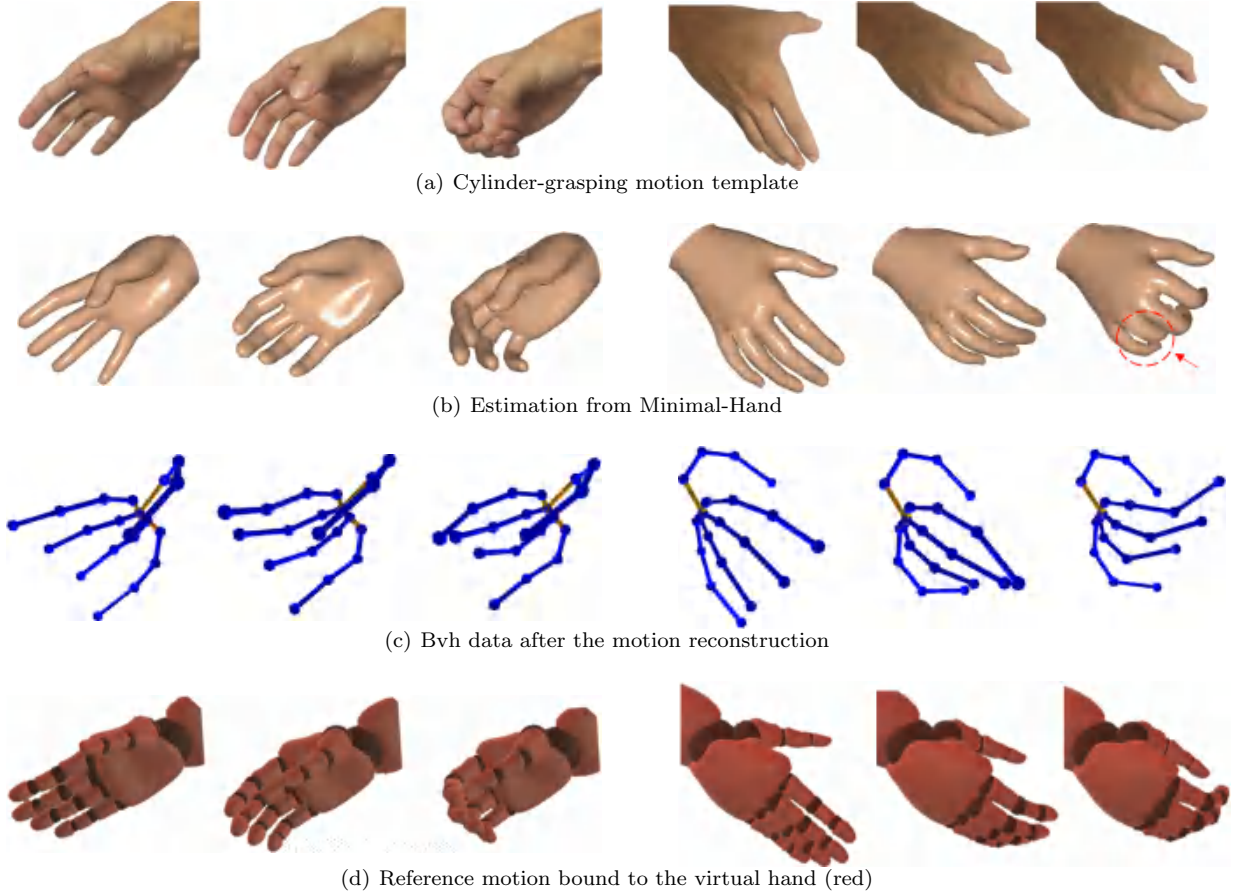 (a) Cylinder-grasping motion template
(b) Estimation from Minimal-Hand
(c) Bvh data after the motion reconstruction
(d) Reference motion bound to the virtual hand (red)